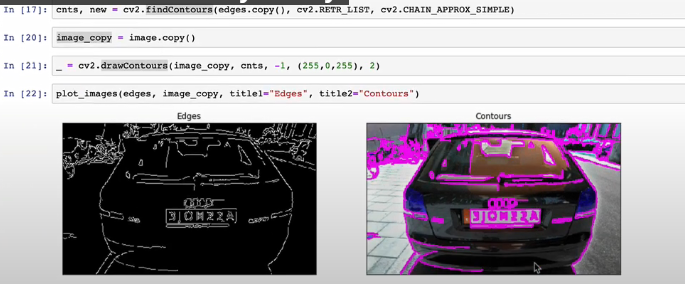 In [17]: cnts, new = cv2.findContours(edges.copy(), cv2.RETR_LIST, cv2.CHAIN_APPROX_SIMPLE)
In [20]: image_copy = image.copy()
In [21]: _ = cv2.drawContours(image_copy, cnts, -1, (255,0,255), 2)
In [22]: plot_images(edges, image_copy, title1="Edges", title2="Contours")
Edges
Contours